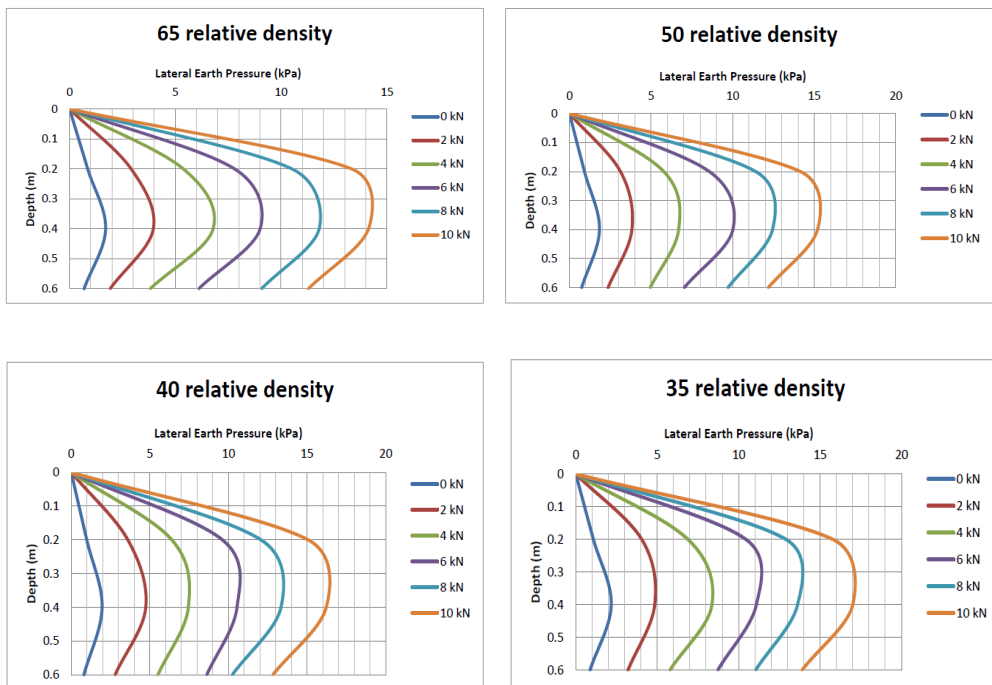 65 relative density
Lateral Earth Pressure (kPa)
0 5 10 15
0
0.1
0.2
0.3
0.4
0.5
0.6
Depth (m)
0 kN
2 kN
4 kN
6 kN
8 kN
10 kN
50 relative density
Lateral Earth Pressure (kPa)
0 5 10 15 20
0
0.1
0.2
0.3
0.4
0.5
0.6
Depth (m)
0 kN
2 kN
4 kN
6 kN
8 kN
10 kN
40 relative density
Lateral Earth Pressure (kPa)
0 5 10 15 20
0
0.1
0.2
0.3
0.4
0.5
0.6
Depth (m)
0 kN
2 kN
4 kN
6 kN
8 kN
10 kN
35 relative density
Lateral Earth Pressure (kPa)
0 5 10 15 20
0
0.1
0.2
0.3
0.4
0.5
0.6
Depth (m)
0 kN
2 kN
4 kN
6 kN
8 kN
10 kN